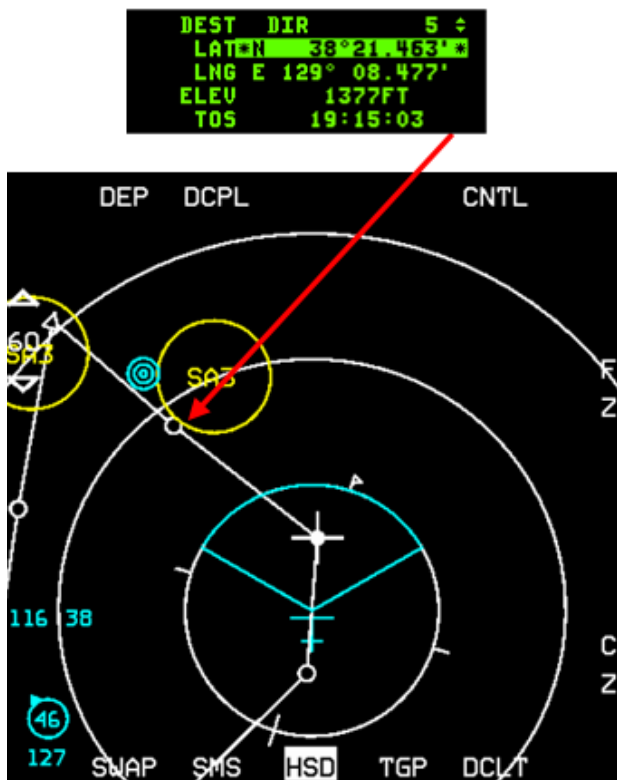 DEST DIR 5
LAT*N 38°21.463'*
LNG E 129° 08.477'
ELEV 1377FT
TOS 19:15:03
DEP DCPL CNTL
60
SA3
SA3
F
Z
116 38
C
Z
46
127
SWAP SMS HSD TGP DCLT